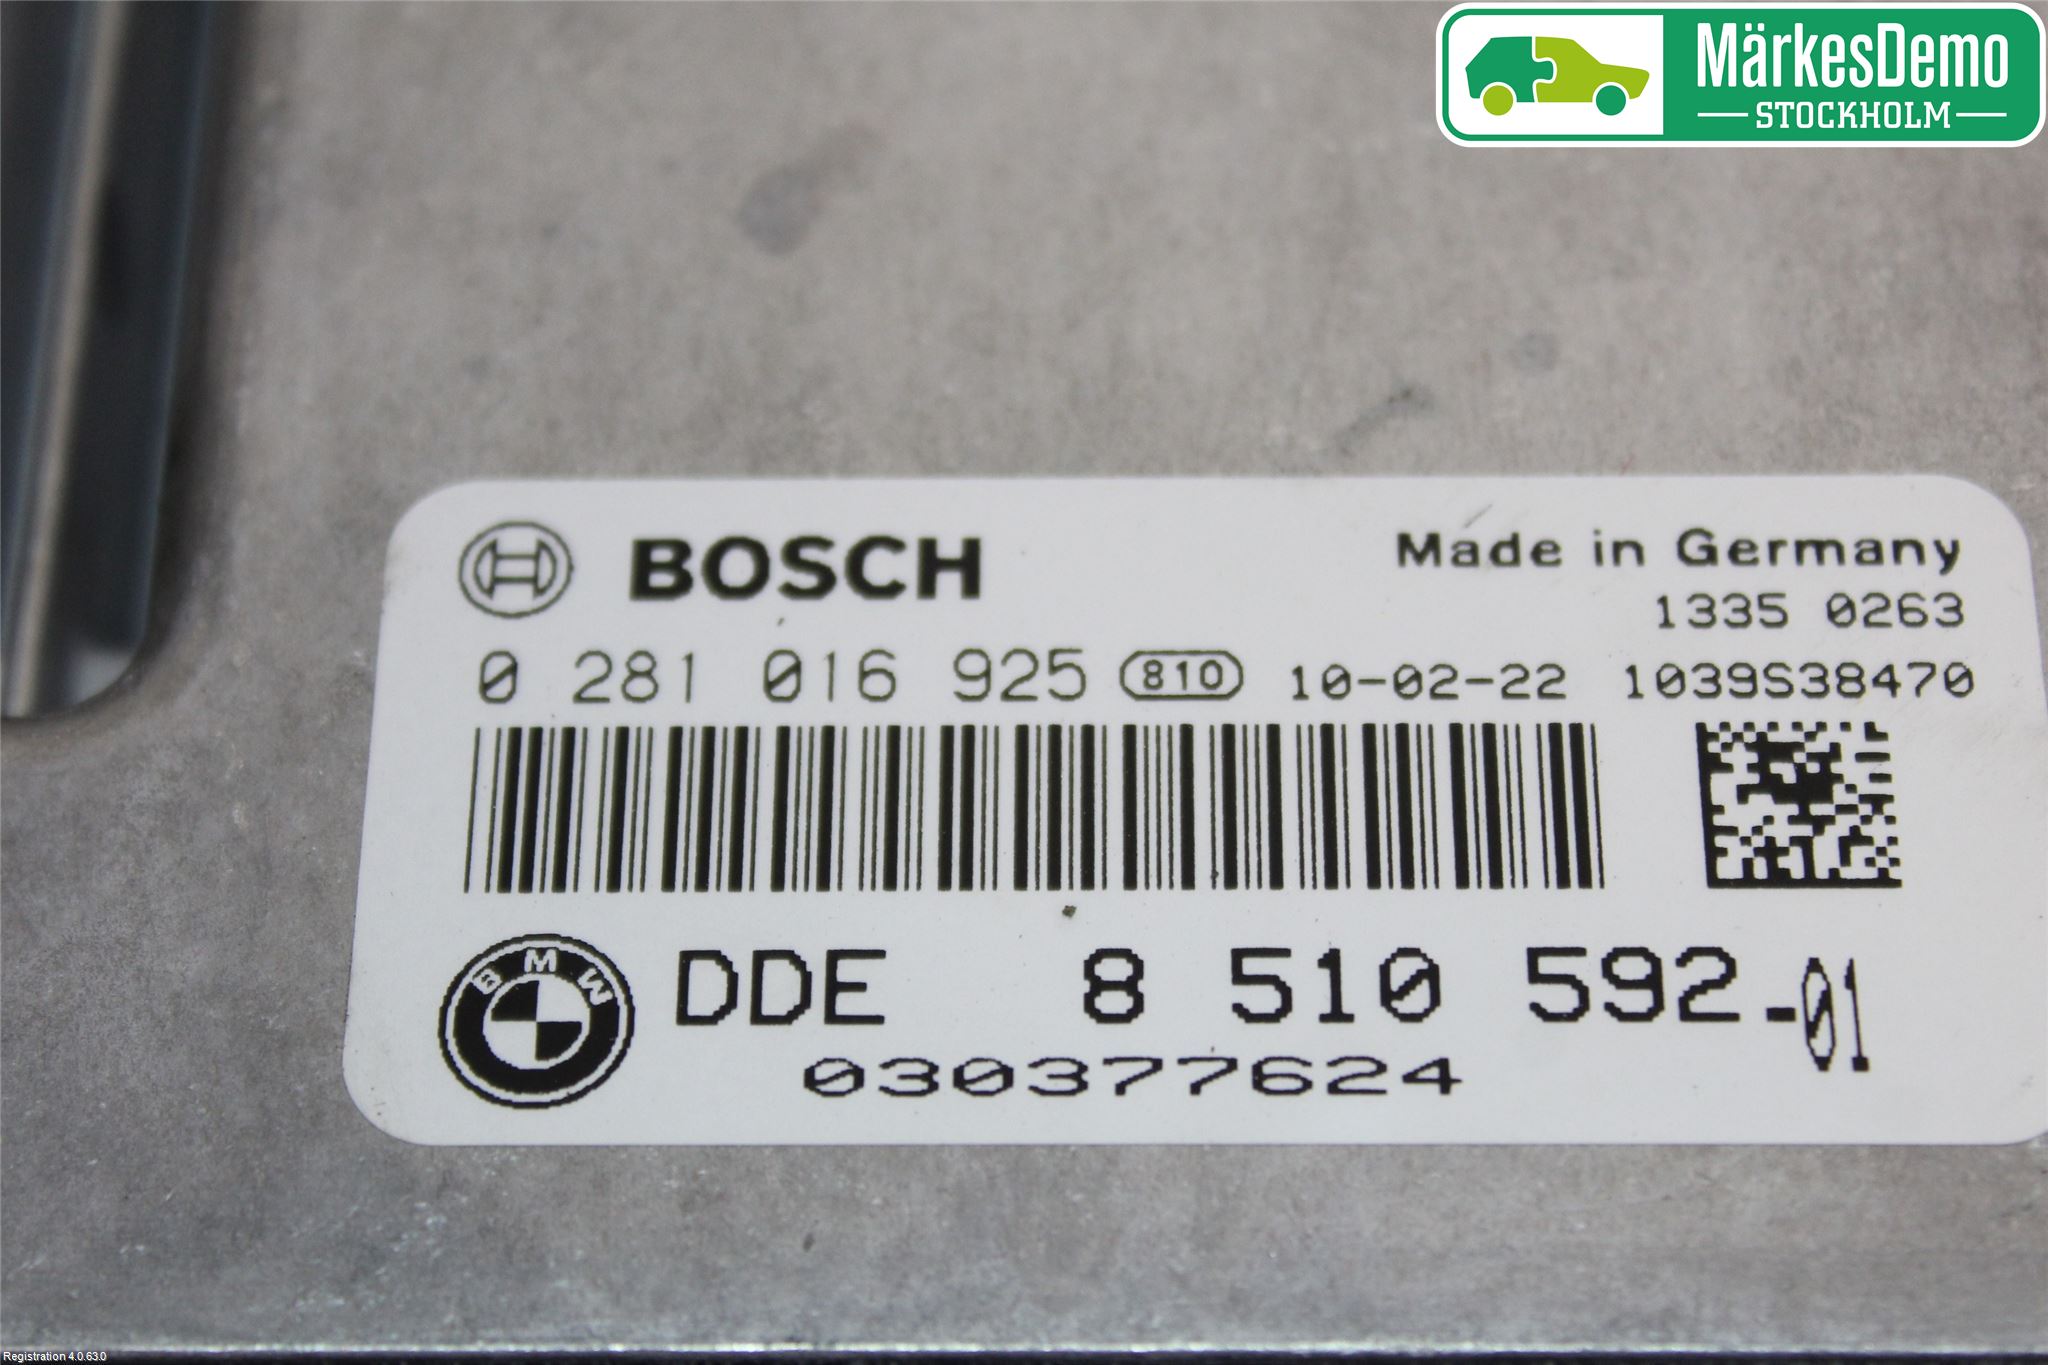 MärkesDemo
STOCKHOLM
BOSCH
Made in Germany
1335 0263
0 281 016 925 810 10-02-22 1039S38470
BMW
DDE 8 510 592-01
030377624
Registration 4.0.63.0